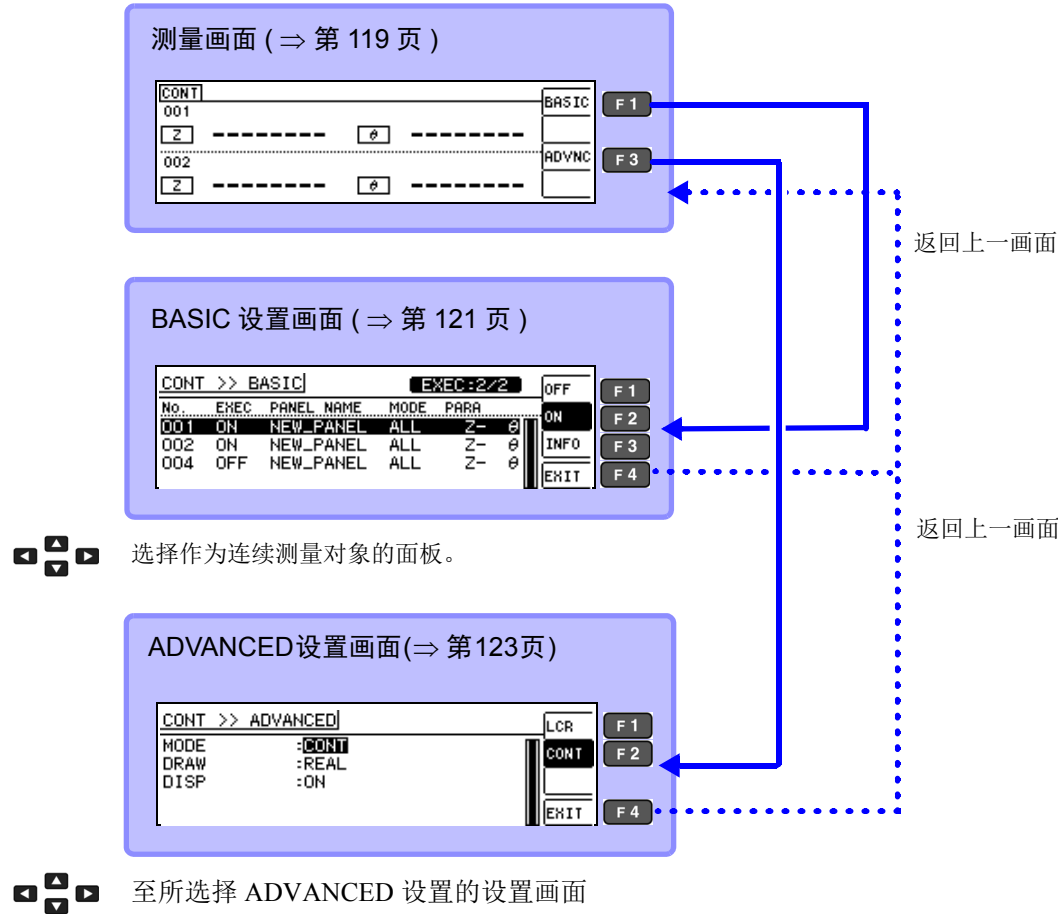 测量画面 ( ⇒ 第 119 页 )
CONT
001
Z -------- θ --------
002
Z -------- θ --------
BASIC
ADVNC
F 1
F 3
返回上一画面
BASIC 设置画面 ( ⇒ 第 121 页 )
CONT >> BASIC EXEC:2/2
No. EXEC PANEL NAME MODE PARA
001 ON NEW_PANEL ALL Z- θ
002 ON NEW_PANEL ALL Z- θ
004 OFF NEW_PANEL ALL Z- θ
OFF
ON
INFO
EXIT
F 1
F 2
F 3
F 4
返回上一画面
选择作为连续测量对象的面板。
ADVANCED设置画面(⇒ 第123页)
CONT >> ADVANCED
MODE :CONT
DRAW :REAL
DISP :ON
LCR
CONT
EXIT
F 1
F 2
F 4
至所选择 ADVANCED 设置的设置画面